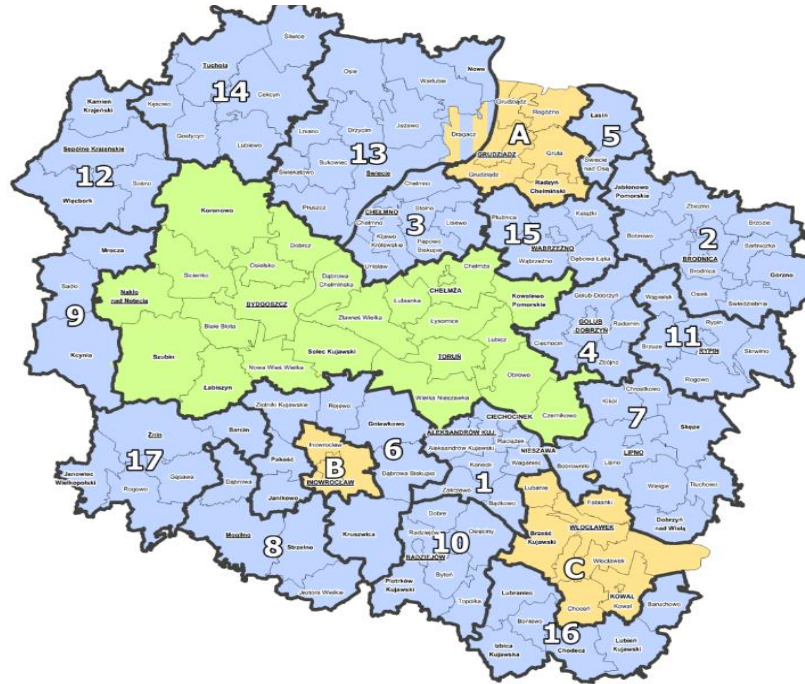 Śliwice
Tuchola
Osie
Warlubie
Nowe
Kamień
Krajeński
14
Cekcyn
Kęsowo
Grudziądz
Rogóźno
Łasin
Gostycyn
Lubiewo
Lniano
Drzycim
Jeżewo
Dragacz
A
5
Sępólno Krajeńskie
Bukowiec
13
GRUDZIĄDZ
Gruta
Świecie
nad Osą
12
Sośno
Świekatowo
Świecie
Grudziądz
Radzyn
Chełmiński
Jabłonowo
Pomorskie
Więcbork
Pruszcz
Chełmno
CHEŁMNO
Stolno
Zbiczno
Koronowo
Chełmno
3
Lisewo
Płużnica
Książki
Brzozie
Kijewo
Królewskie
Papowo
Biskupie
15
Bobrowo
2
Bartniczka
Mrocza
Dobrcz
Unisław
WĄBRZEŹNO
BRODNICA
Sadki
Sicienko
Osielsko
Dąbrowa
Chełmińska
Chełmża
Wąbrzeźno
Dębowa Łąka
Brodnica
Górzno
Nakło
nad Notecią
CHEŁMŻA
Kowalewo
Pomorskie
Golub-Dobrzyń
Wąpielsk
Osiek
Świedziebnia
9
BYDGOSZCZ
Łubianka
GOLUB
DOBRZYŃ
Radomin
Rypin
Białe Błota
Zławieś Wielka
Łysomice
Ciechocin
Brzuze
11
RYPIN
Skrwilno
Kcynia
Szubin
Solec Kujawski
TORUŃ
Lubicz
4
Zbójno
Rogowo
Łabiszyn
Nowa Wieś Wielka
Obrowo
Chrostkowo
Wielka Nieszawka
Czernikowo
Kikół
7
Złotniki Kujawskie
Rojewo
CIECHOCINEK
Skępe
Barcin
Gniewkowo
ALEKSANDRÓW KUJ.
Żnin
Inowrocław
6
Aleksandrów Kujawski
Raciążek
NIESZAWA
LIPNO
17
Pakość
B
Koneck
Waganiec
Bobrowniki
Lipno
Janowiec
Wielkopolski
Gąsawa
Dąbrowa
INOWROCŁAW
Dąbrowa Biskupia
1
Wielgie
Tłuchowo
Rogowo
Janikowo
Zakrzewo
Bądkowo
Lubanie
Fabianki
Dobre
Dobrzyń
nad Wisłą
Mogilno
Kruszwica
Radziejów
Osięciny
Brześć
Kujawski
WŁOCŁAWEK
8
Strzelno
10
RADZIEJÓW
Włocławek
C
Bytoń
Piotrków
Kujawski
Lubraniec
KOWAL
Jeziora Wielkie
Topólka
Choceń
Kowal
Baruchowo
Boniewo
16
Izbica
Kujawska
Chodecz
Lubień
Kujawski